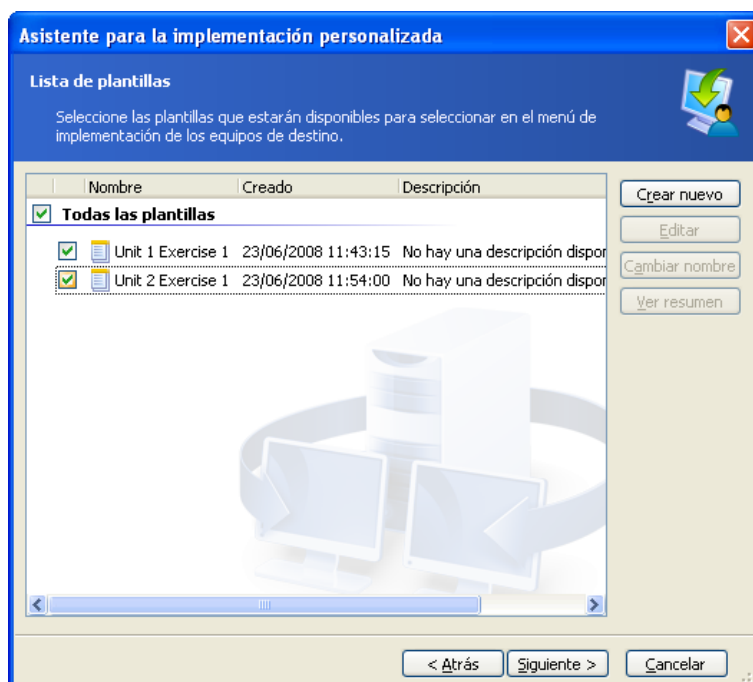 Asistente para la implementación personalizada
Lista de plantillas
Seleccione las plantillas que estarán disponibles para seleccionar en el menú de
implementación de los equipos de destino.
Nombre Creado Descripción
Todas las plantillas
Unit 1 Exercise 1 23/06/2008 11:43:15 No hay una descripción dispor
Unit 2 Exercise 1 23/06/2008 11:54:00 No hay una descripción dispor
Crear nuevo
Editar
Cambiar nombre
Ver resumen
< Atrás Siguiente > Cancelar